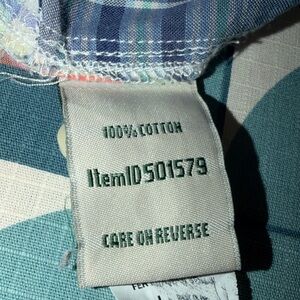 100% COTTON
ItemID501579
CARE ON REVERSE